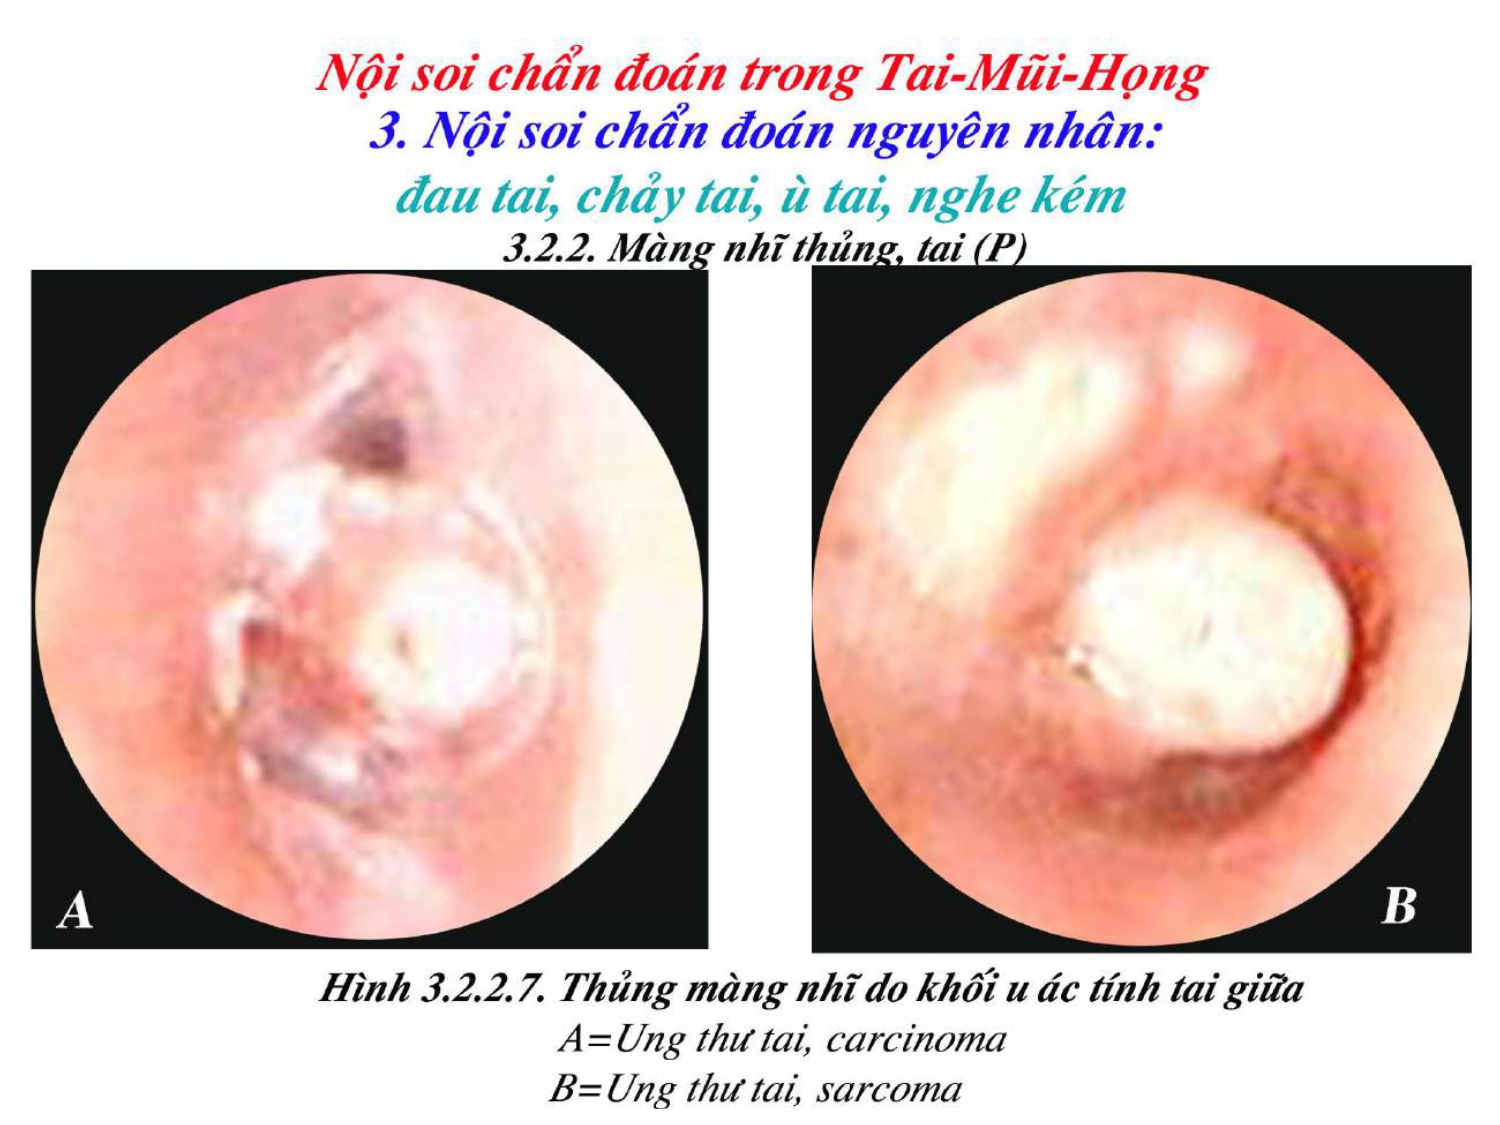 Nội soi chẩn đoán trong Tai-Mũi-Họng
3. Nội soi chẩn đoán nguyên nhân:
đau tai, chảy tai, ù tai, nghe kém
3.2.2. Màng nhĩ thủng, tai (P)
A
B
Hình 3.2.2.7. Thủng màng nhĩ do khối u ác tính tai giữa
A=Ung thư tai, carcinoma
B=Ung thư tai, sarcoma